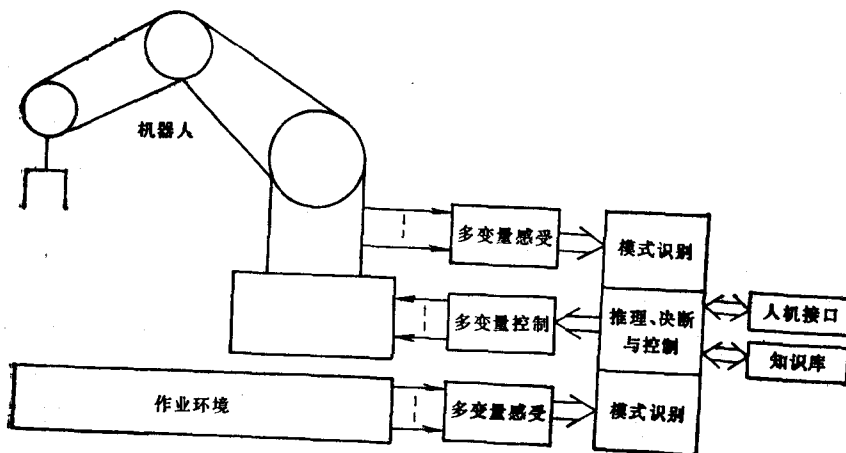 机器人
多变量感受
模式识别
多变量控制
推理、决断
与控制
人机接口
知识库
作业环境
多变量感受
模式识别